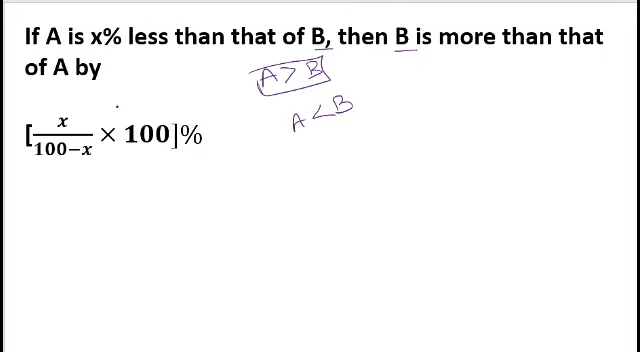 If A is x% less than that of B, then B is more than that
of A by
A > B
A < B
[x/(100−x) × 100]%